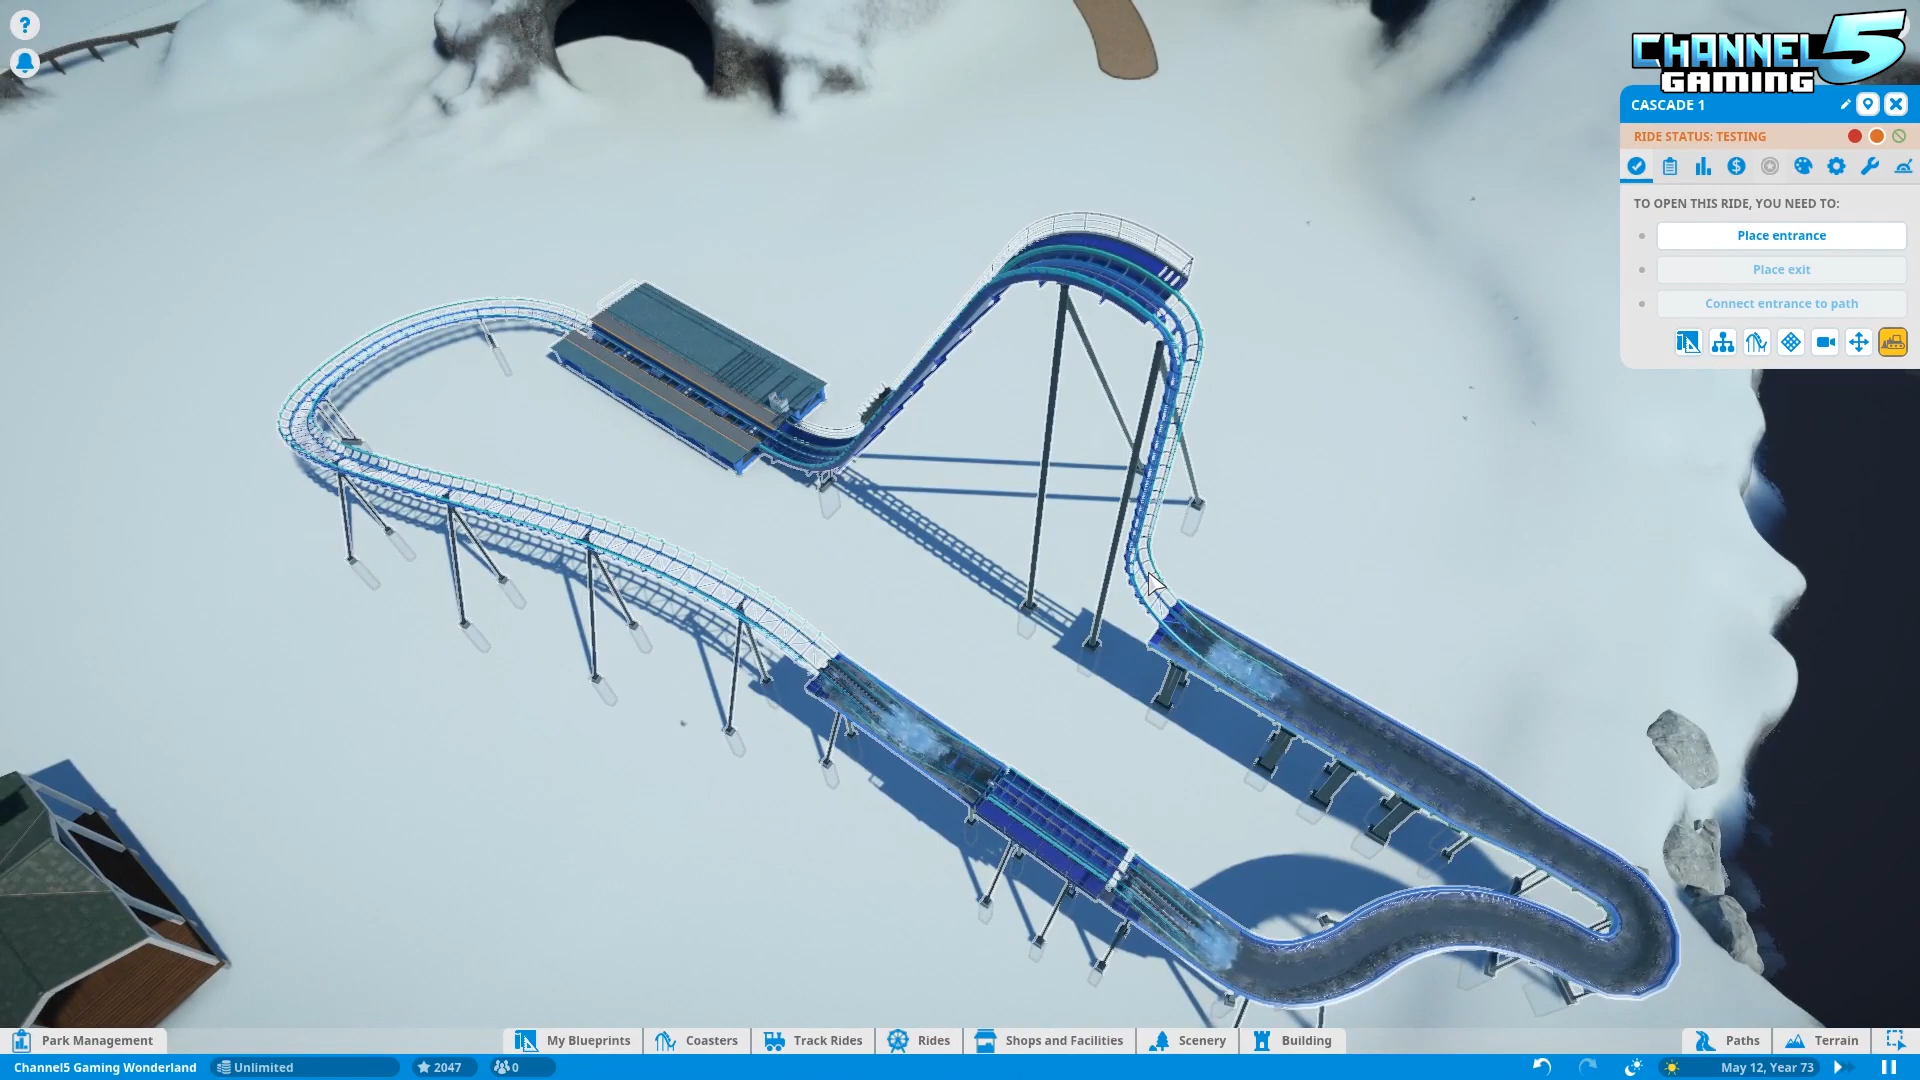 ?
CHANNEL 5
GAMING
CASCADE 1
RIDE STATUS: TESTING
TO OPEN THIS RIDE, YOU NEED TO:
Place entrance
Place exit
Connect entrance to path
Park Management
My Blueprints
Coasters
Track Rides
Rides
Shops and Facilities
Scenery
Building
Paths
Terrain
Channel5 Gaming Wonderland
Unlimited
2047
0
May 12, Year 73